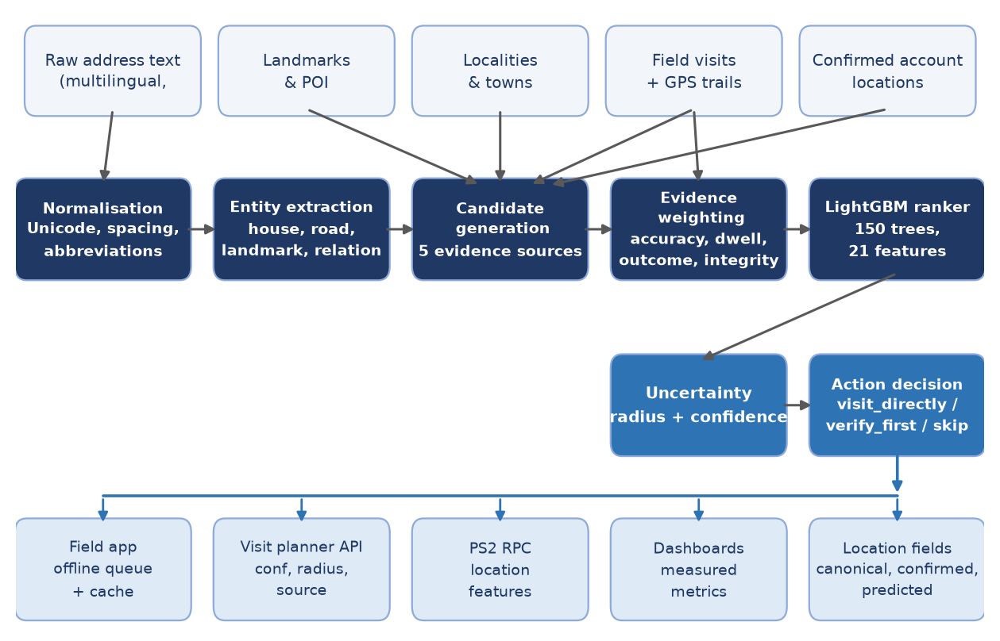 Raw address text
(multilingual,
Landmarks
& POI
Localities
& towns
Field visits
+ GPS trails
Confirmed account
locations
Normalisation
Unicode, spacing,
abbreviations
Entity extraction
house, road,
landmark, relation
Candidate
generation
5 evidence sources
Evidence
weighting
accuracy, dwell,
outcome, integrity
LightGBM ranker
150 trees,
21 features
Uncertainty
radius + confidence
Action decision
visit_directly /
verify_first / skip
Field app
offline queue
+ cache
Visit planner API
conf, radius,
source
PS2 RPC
location
features
Dashboards
measured
metrics
Location fields
canonical, confirmed,
predicted